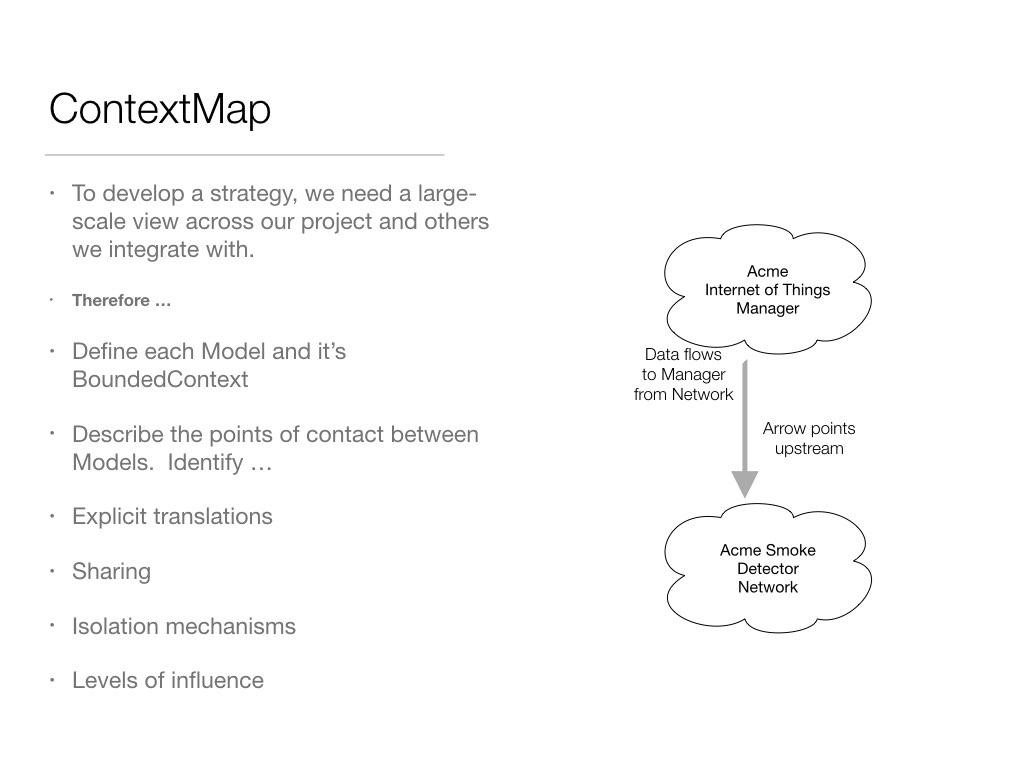 ContextMap
• To develop a strategy, we need a large-
scale view across our project and others
we integrate with.
• Therefore …
• Define each Model and it’s
BoundedContext
• Describe the points of contact between
Models.  Identify …
• Explicit translations
• Sharing
• Isolation mechanisms
• Levels of influence
Acme
Internet of Things
Manager
Data flows
to Manager
from Network
Arrow points
upstream
Acme Smoke
Detector
Network